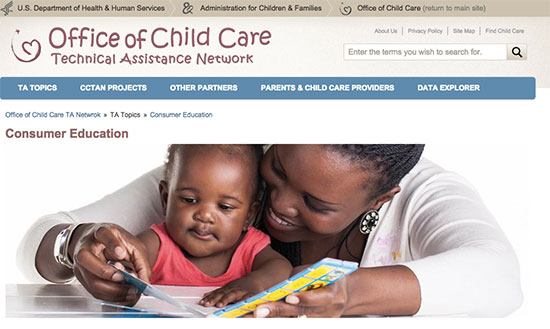 U.S. Department of Health & Human Services
Administration for Children & Families
Office of Child Care (return to main site)
Office of Child Care
Technical Assistance Network
About Us | Privacy Policy | Site Map | Find Child Care
Enter the terms you wish to search for.
TA TOPICS CCTAN PROJECTS OTHER PARTNERS PARENTS & CHILD CARE PROVIDERS DATA EXPLORER
Office of Child Care TA Netwrok » TA Topics » Consumer Education
Consumer Education